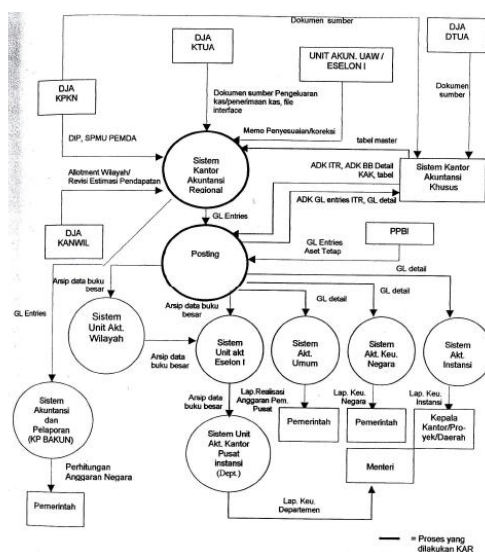 Dokumen sumber
DJA
KTUA
UNIT AKUN. UAW /
ESELON I
DJA
DTUA
DJA
KPKN
Dokumen sumber Pengeluaran
kas/penerimaan kas, file
interface
Dokumen
sumber
Memo Penyesuaian/koreksi
DIP, SPMU PEMDA
tabel master
Sistem
Kantor
Akuntansi
Regional
Sistem Kantor
Akuntansi
Khusus
Allotment Wilayah/
Revisi Estimasi Pendapatan
ADK ITR, ADK BB Detail
KAK, tabel
ADK GL entries ITR, GL detail
GL Entries
DJA
KANWIL
PPBI
Posting
GL Entries
Aset Tetap
Arsip data buku
besar
GL detail
GL Entries
Arsip data buku
besar
GL detail
GL detail
Sistem
Unit Akt.
Wilayah
Arsip data
buku besar
Sistem
Unit akt
Eselon I
Sistem
Akt.
Umum
Sistem
Akt. Keu.
Negara
Sistem
Akt.
Instansi
Sistem
Akuntansi
dan
Pelaporan
(KP BAKUN)
Arsip data
buku besar
Lap.Realisasi
Anggaran Pem.
Pusat
Lap. Keu.
Negara
Lap. Keu.
Instansi
Pemerintah
Pemerintah
Kepala
Kantor/Pro-
yek/Daerah
Sistem Unit
Akt. Kantor
Pusat
instansi
(Dept.)
Menteri
Perhitungan
Anggaran Negara
Pemerintah
Lap. Keu.
Departemen
= Proses yang
dilakukan KAR